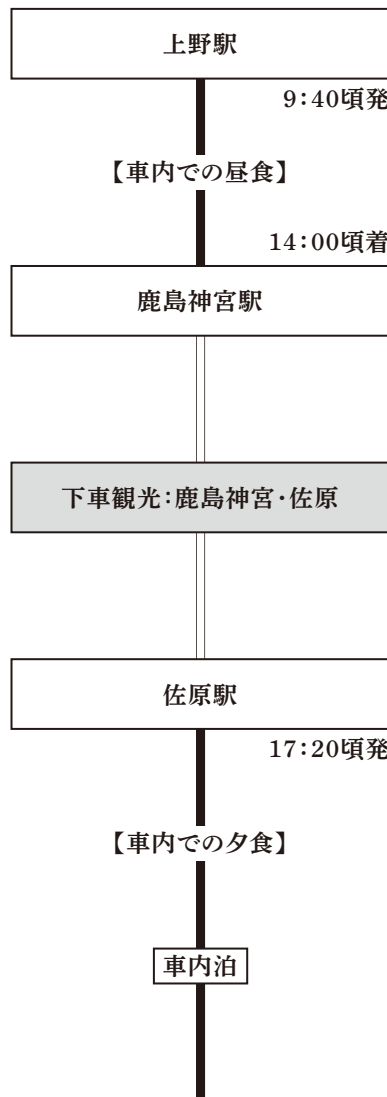 上野駅
9:40頃発
【車内での昼食】
14:00頃着
鹿島神宮駅
下車観光:鹿島神宮・佐原
佐原駅
17:20頃発
【車内での夕食】
車内泊